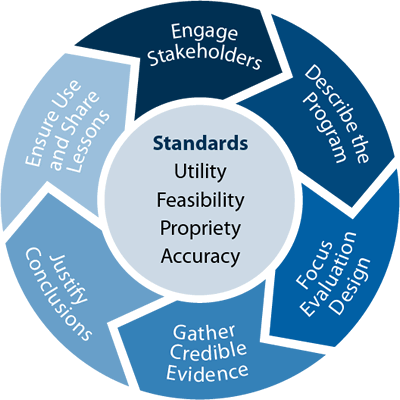 Engage
Stakeholders
Describe the
Program
Focus
Evaluation
Design
Gather
Credible
Evidence
Justify
Conclusions
Ensure Use
and Share
Lessons
Standards
Utility
Feasibility
Propriety
Accuracy